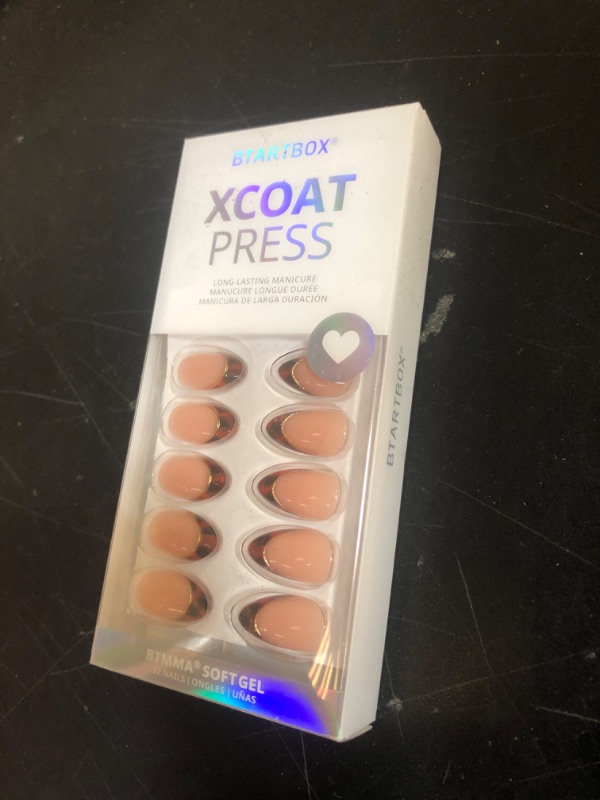 BTARTBOX®
XCOAT
PRESS
LONG-LASTING MANICURE
MANUCURE LONGUE DURÉE
MANICURA DE LARGA DURACIÓN
BTARTBOX®
BTMMA® SOFT GEL
NAILS | ONGLES | UÑAS